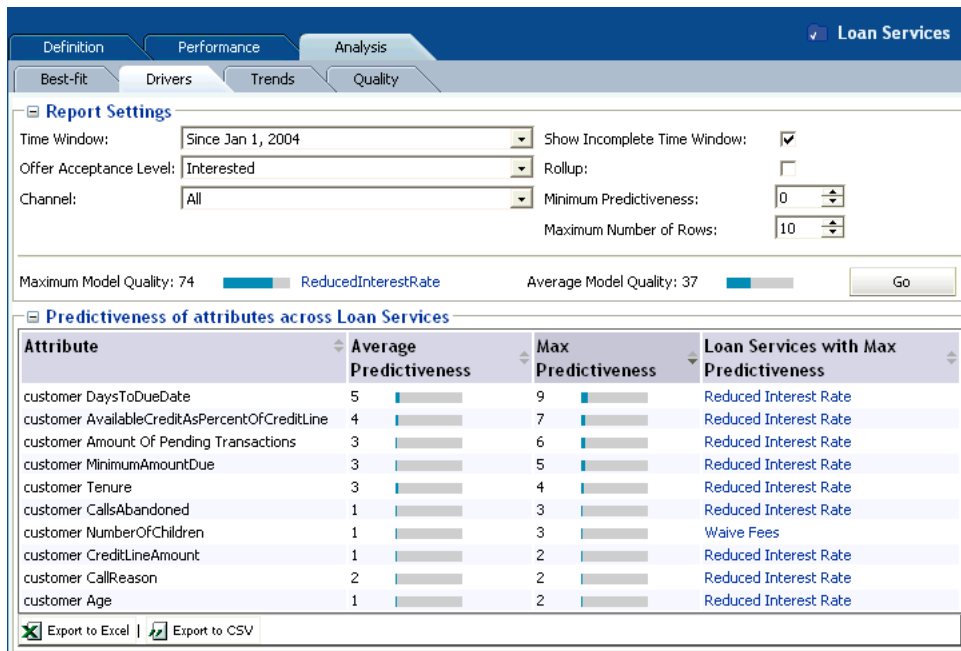 Loan Services
Definition Performance Analysis
Best-fit Drivers Trends Quality
Report Settings
Time Window: Since Jan 1, 2004 Show Incomplete Time Window:
Offer Acceptance Level: Interested Rollup:
Channel: All Minimum Predictiveness: 0
Maximum Number of Rows: 10
Maximum Model Quality: 74 ReducedInterestRate Average Model Quality: 37 Go
Predictiveness of attributes across Loan Services
Attribute Average Predictiveness Max Predictiveness Loan Services with Max Predictiveness
customer DaysToDueDate 5 9 Reduced Interest Rate
customer AvailableCreditAsPercentOfCreditLine 4 7 Reduced Interest Rate
customer Amount Of Pending Transactions 3 6 Reduced Interest Rate
customer MinimumAmountDue 3 5 Reduced Interest Rate
customer Tenure 3 4 Reduced Interest Rate
customer CallsAbandoned 1 3 Reduced Interest Rate
customer NumberOfChildren 1 3 Waive Fees
customer CreditLineAmount 1 2 Reduced Interest Rate
customer CallReason 2 2 Reduced Interest Rate
customer Age 1 2 Reduced Interest Rate
Export to Excel | Export to CSV